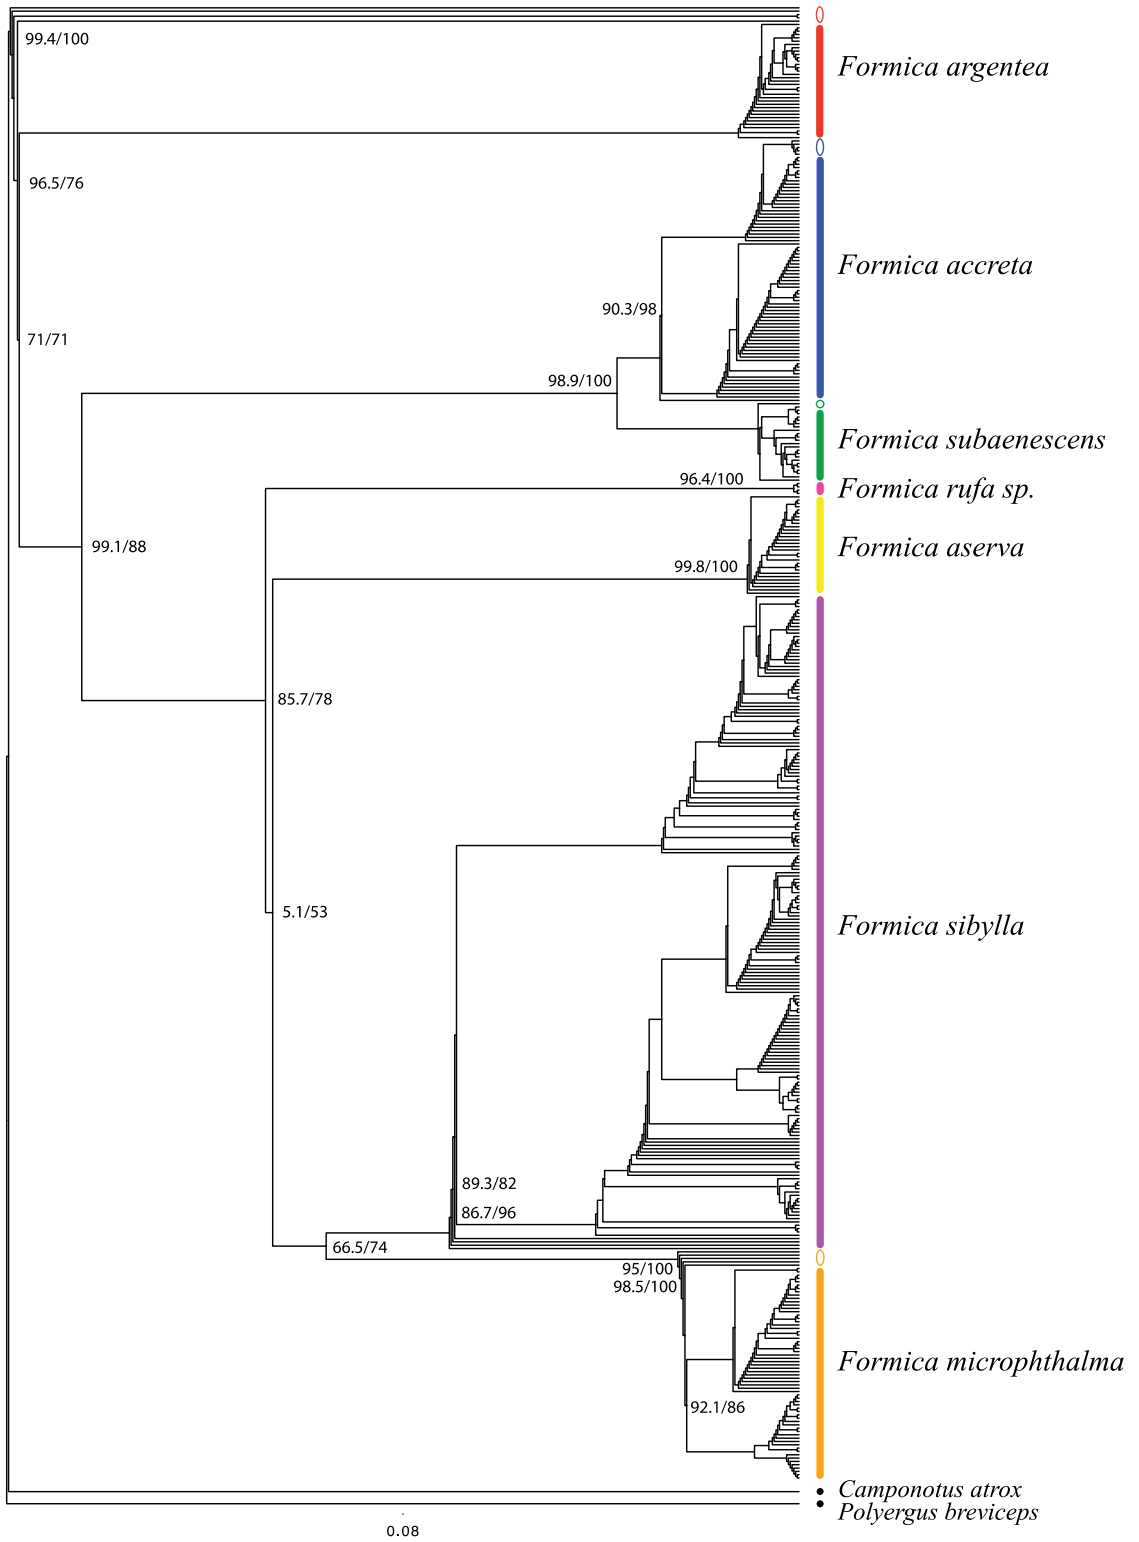 99.4/100
Formica argentea
96.5/76
Formica accreta
90.3/98
71/71
98.9/100
Formica subaenescens
96.4/100
Formica rufa sp.
99.1/88
Formica aserva
99.8/100
85.7/78
5.1/53
Formica sibylla
89.3/82
86.7/96
66.5/74
95/100
98.5/100
Formica microphthalma
92.1/86
Camponotus atrox
Polyergus breviceps
0.08